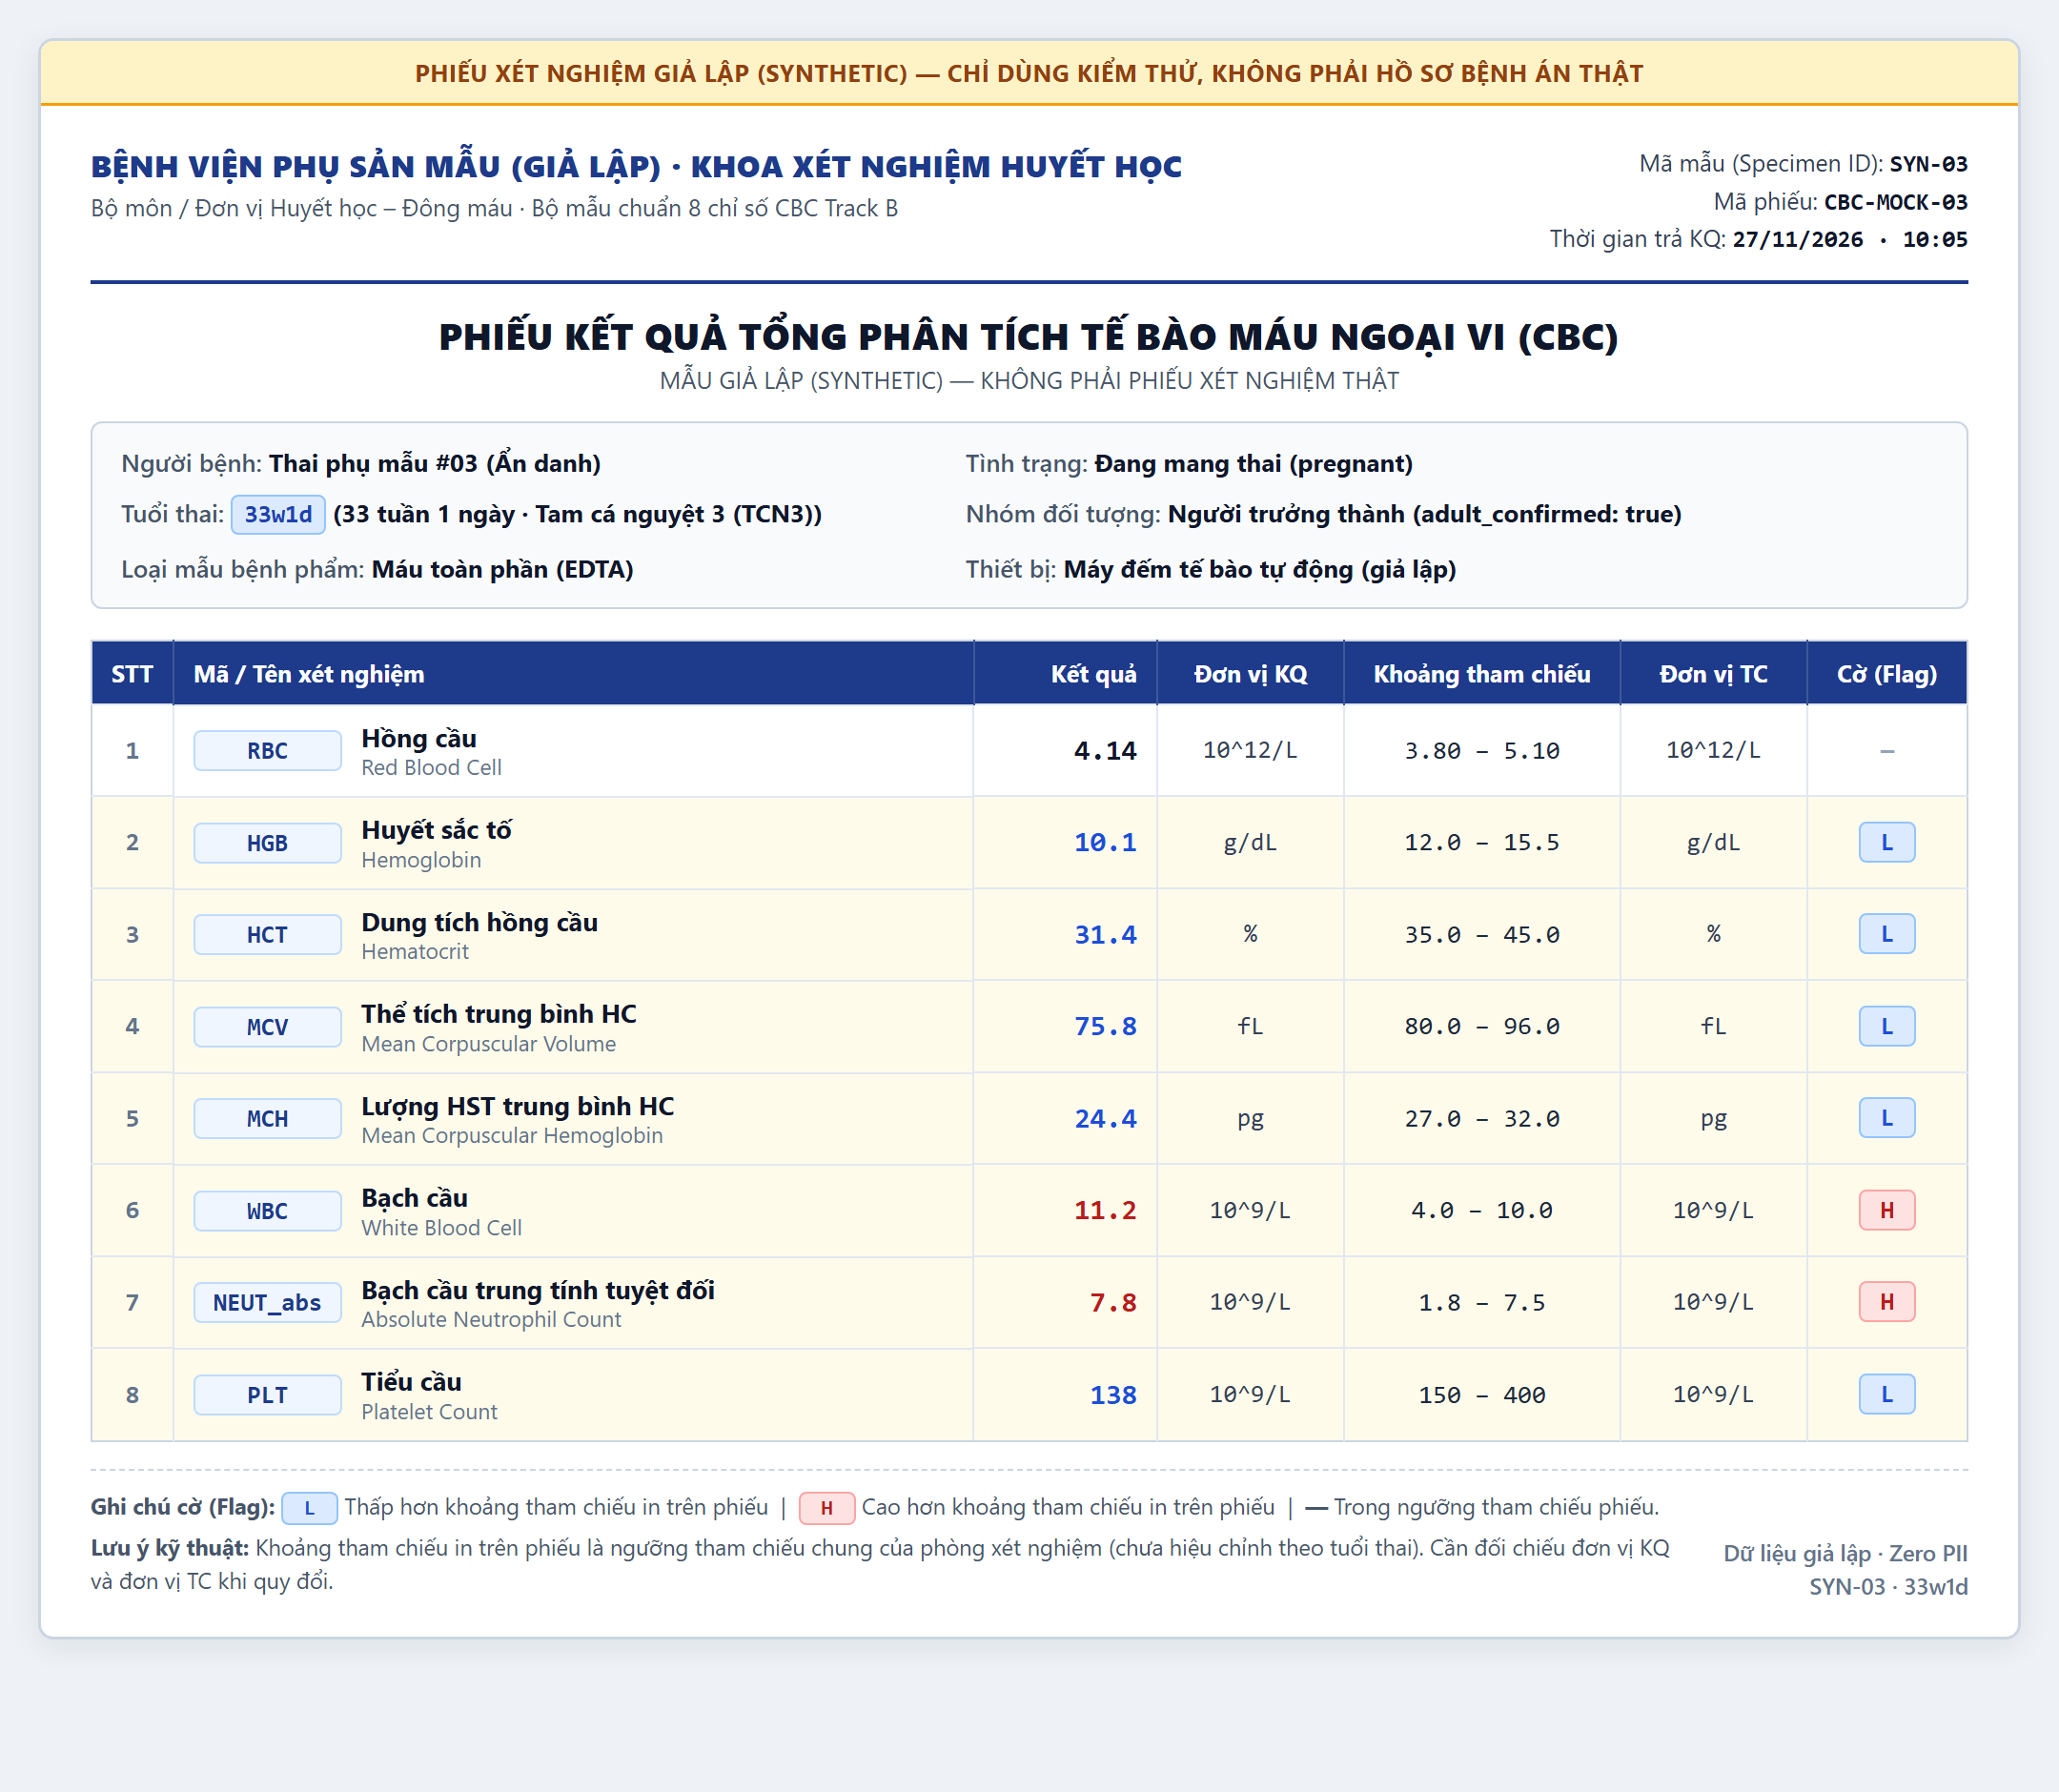 PHIẾU XÉT NGHIỆM GIẢ LẬP (SYNTHETIC) — CHỈ DÙNG KIỂM THỬ, KHÔNG PHẢI HỒ SƠ BỆNH ÁN THẬT
BỆNH VIỆN PHỤ SẢN MẪU (GIẢ LẬP) · KHOA XÉT NGHIỆM HUYẾT HỌC
Bộ môn / Đơn vị Huyết học – Đông máu · Bộ mẫu chuẩn 8 chỉ số CBC Track B
Mã mẫu (Specimen ID): SYN-03
Mã phiếu: CBC-MOCK-03
Thời gian trả KQ: 27/11/2026 · 10:05
PHIẾU KẾT QUẢ TỔNG PHÂN TÍCH TẾ BÀO MÁU NGOẠI VI (CBC)
MẪU GIẢ LẬP (SYNTHETIC) — KHÔNG PHẢI PHIẾU XÉT NGHIỆM THẬT
Người bệnh: Thai phụ mẫu #03 (Ẩn danh)
Tình trạng: Đang mang thai (pregnant)
Tuổi thai: 33w1d (33 tuần 1 ngày · Tam cá nguyệt 3 (TCN3))
Nhóm đối tượng: Người trưởng thành (adult_confirmed: true)
Loại mẫu bệnh phẩm: Máu toàn phần (EDTA)
Thiết bị: Máy đếm tế bào tự động (giả lập)
STT Mã / Tên xét nghiệm Kết quả Đơn vị KQ Khoảng tham chiếu Đơn vị TC Cờ (Flag)
1 RBC Hồng cầu 4.14 10^12/L 3.80 – 5.10 10^12/L —
Red Blood Cell
2 HGB Huyết sắc tố 10.1 g/dL 12.0 – 15.5 g/dL L
Hemoglobin
3 HCT Dung tích hồng cầu 31.4 % 35.0 – 45.0 % L
Hematocrit
4 MCV Thể tích trung bình HC 75.8 fL 80.0 – 96.0 fL L
Mean Corpuscular Volume
5 MCH Lượng HST trung bình HC 24.4 pg 27.0 – 32.0 pg L
Mean Corpuscular Hemoglobin
6 WBC Bạch cầu 11.2 10^9/L 4.0 – 10.0 10^9/L H
White Blood Cell
7 NEUT_abs Bạch cầu trung tính tuyệt đối 7.8 10^9/L 1.8 – 7.5 10^9/L H
Absolute Neutrophil Count
8 PLT Tiểu cầu 138 10^9/L 150 – 400 10^9/L L
Platelet Count
Ghi chú cờ (Flag): L Thấp hơn khoảng tham chiếu in trên phiếu | H Cao hơn khoảng tham chiếu in trên phiếu | — Trong ngưỡng tham chiếu phiếu.
Lưu ý kỹ thuật: Khoảng tham chiếu in trên phiếu là ngưỡng tham chiếu chung của phòng xét nghiệm (chưa hiệu chỉnh theo tuổi thai). Cần đối chiếu đơn vị KQ
và đơn vị TC khi quy đổi.
Dữ liệu giả lập · Zero PII
SYN-03 · 33w1d